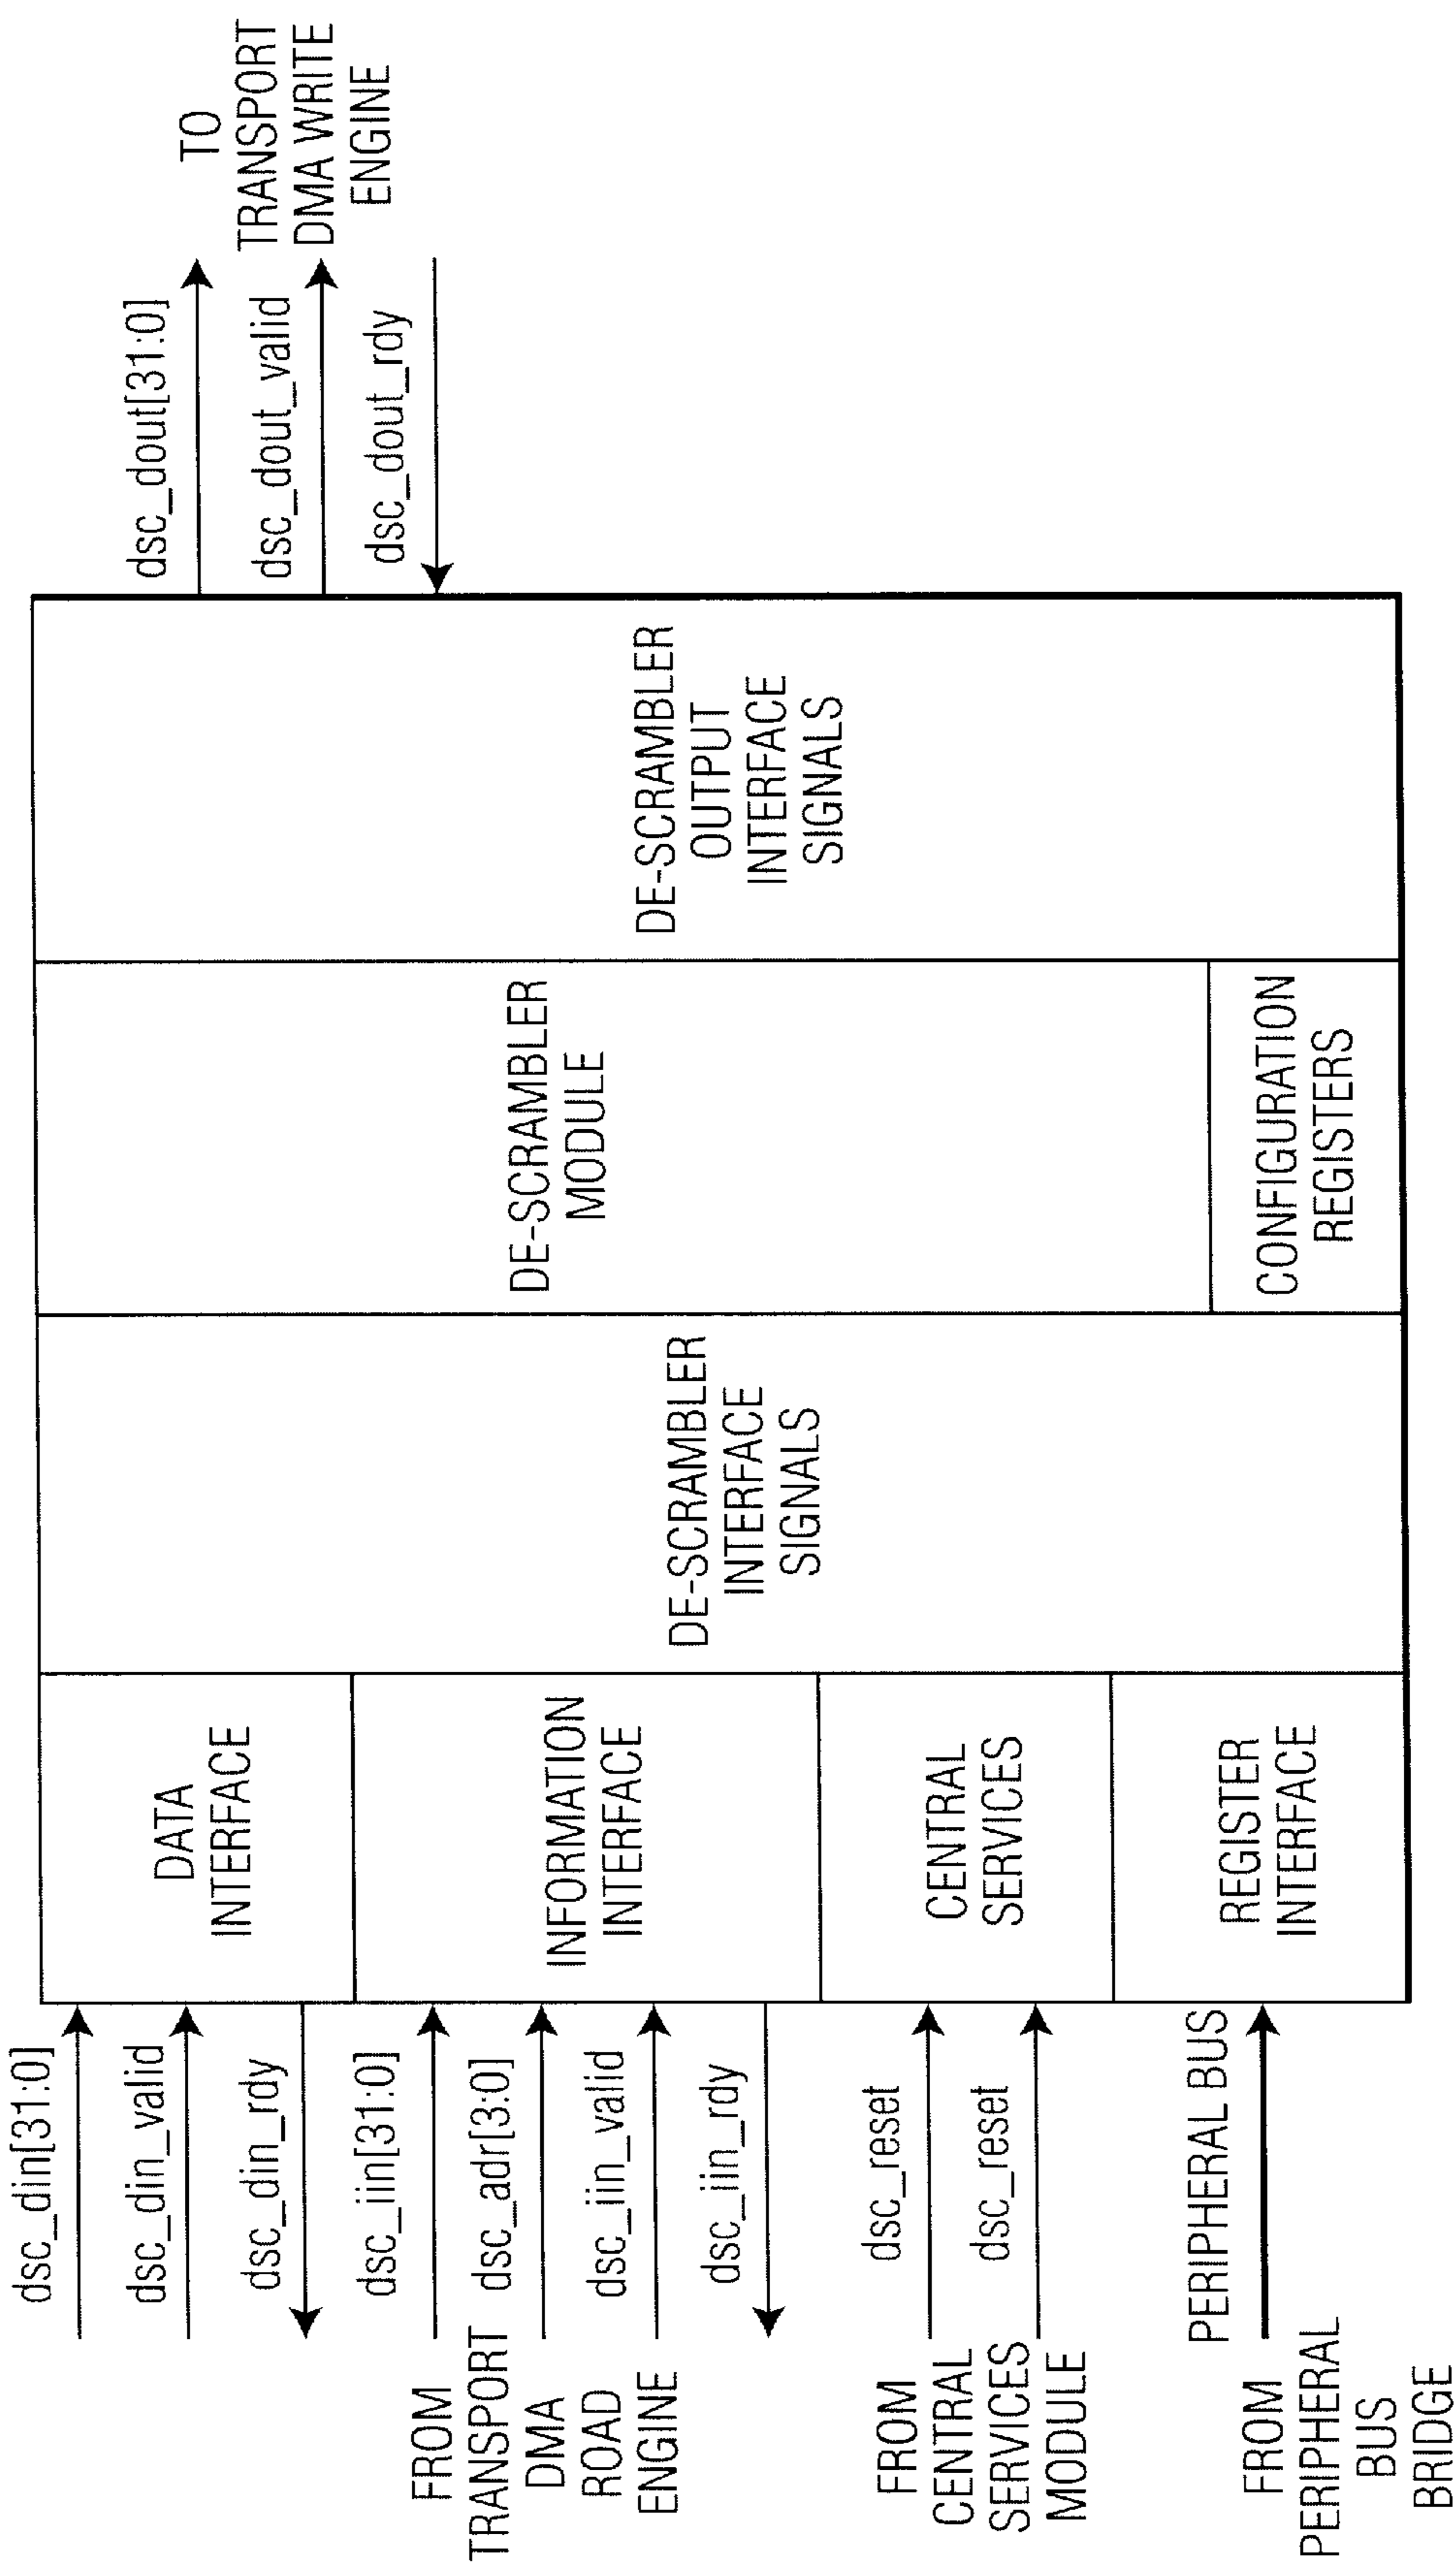 dsc_din[31:0]
dsc_din_valid
dsc_din_rdy
FROM
TRANSPORT
DMA
ROAD
ENGINE
dsc_iin[31:0]
dsc_adr[3:0]
dsc_iin_valid
dsc_iin_rdy
FROM
CENTRAL
SERVICES
MODULE
dsc_reset
dsc_reset
FROM
PERIPHERAL
BUS
BRIDGE
PERIPHERAL BUS
DATA
INTERFACE
INFORMATION
INTERFACE
CENTRAL
SERVICES
REGISTER
INTERFACE
DE-SCRAMBLER
INTERFACE
SIGNALS
DE-SCRAMBLER
MODULE
CONFIGURATION
REGISTERS
DE-SCRAMBLER
OUTPUT
INTERFACE
SIGNALS
dsc_dout[31:0]
dsc_dout_valid
dsc_dout_rdy
TO
TRANSPORT
DMA WRITE
ENGINE